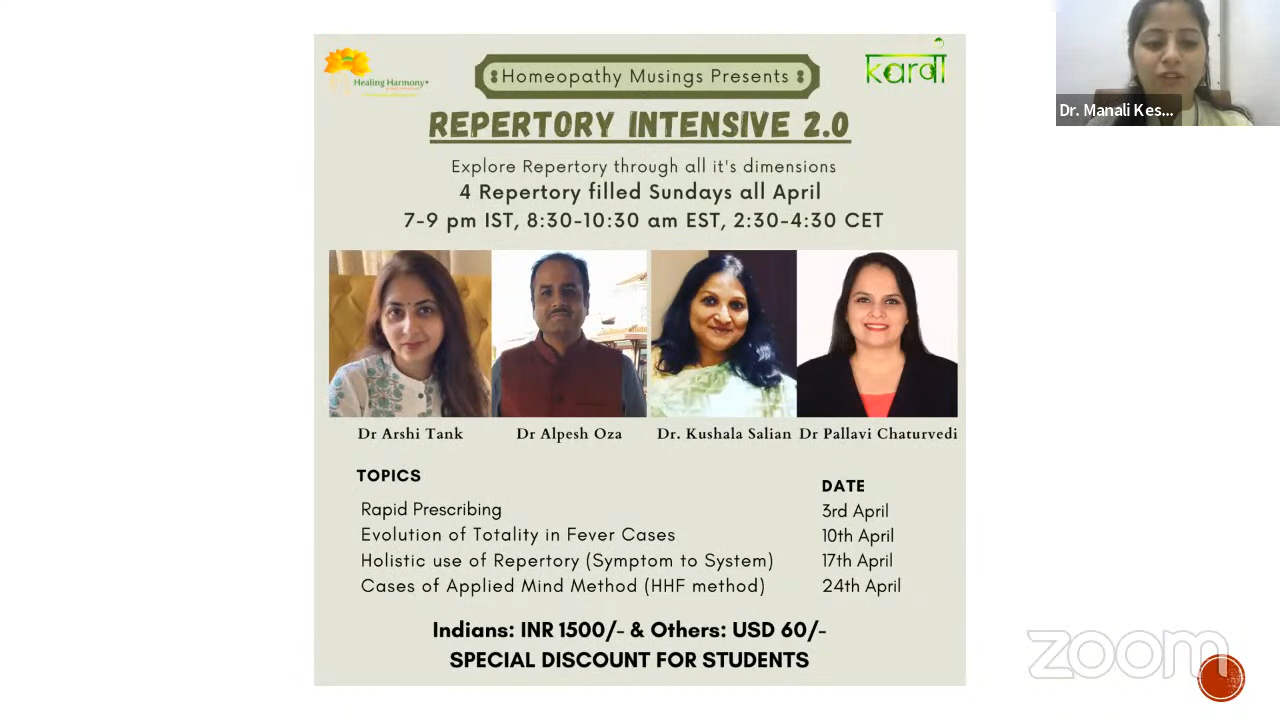 Healing Harmony
Homeopathy Musings Presents
kardi
REPERTORY INTENSIVE 2.0
Explore Repertory through all it's dimensions
4 Repertory filled Sundays all April
7-9 pm IST, 8:30-10:30 am EST, 2:30-4:30 CET
Dr. Manali Kes...
Dr Arshi Tank
Dr Alpesh Oza
Dr. Kushala Salian
Dr Pallavi Chaturvedi
TOPICS
DATE
Rapid Prescribing
3rd April
Evolution of Totality in Fever Cases
10th April
Holistic use of Repertory (Symptom to System)
17th April
Cases of Applied Mind Method (HHF method)
24th April
Indians: INR 1500/- & Others: USD 60/-
SPECIAL DISCOUNT FOR STUDENTS
zoom